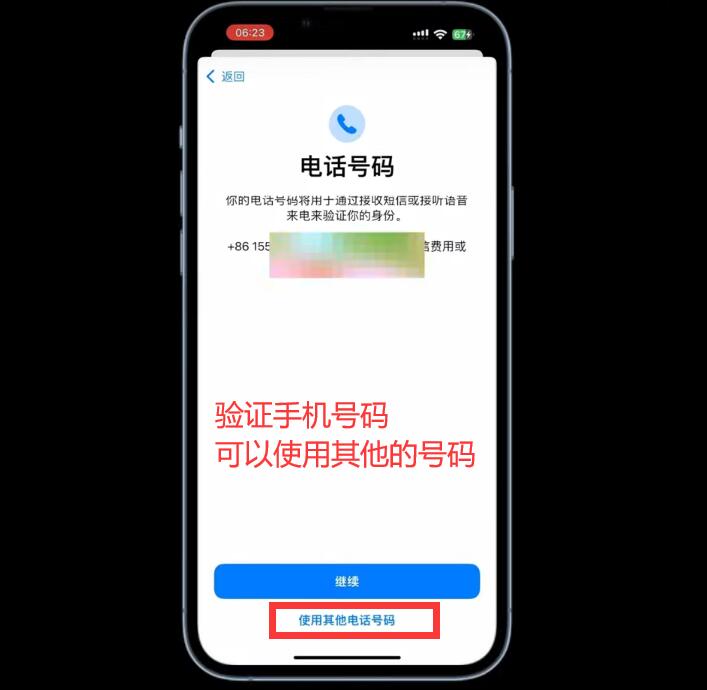 06:23
67
返回
电话号码
你的电话号码将用于通过接收短信或接听语音
来电来验证你的身份。
+86 155
费用或
验证手机号码
可以使用其他的号码
继续
使用其他电话号码